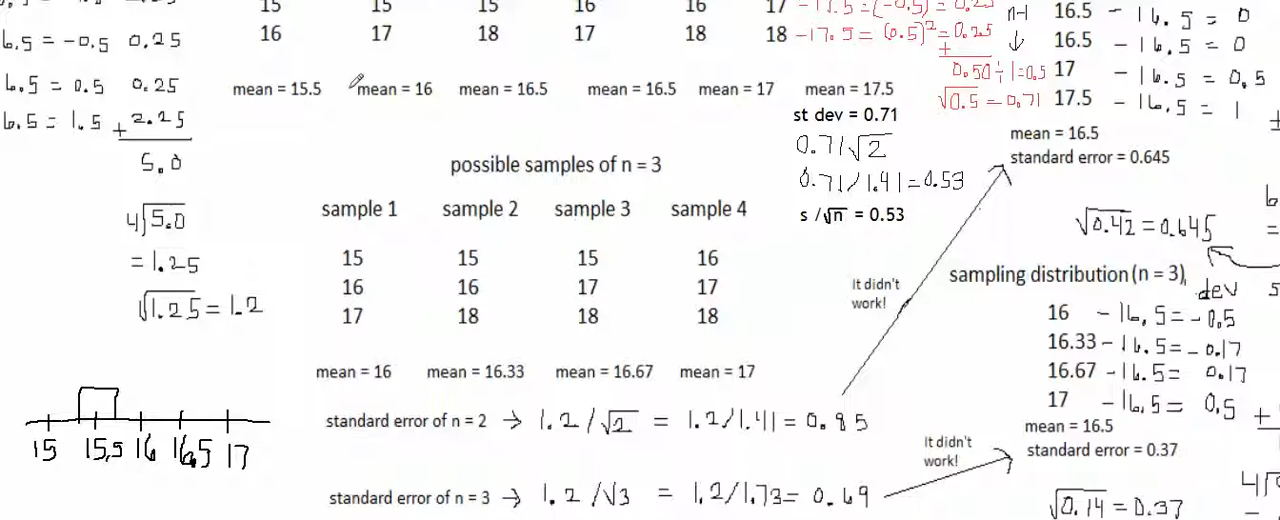 15 15 15 16 16 17
16 17 18 17 18 18
mean = 15.5 mean = 16 mean = 16.5 mean = 16.5 mean = 17 mean = 17.5
6.5 = -0.5 0.25
6.5 = 0.5 0.25
6.5 = 1.5 + 2.25
5.0
4√5.0
= 1.25
√1.25 = 1.2
-17.5 = (-0.5) = 0.25
-17.5 = (0.5)² = 0.25
+
0.50 ÷ 1 = 0.5
√0.5 = 0.71
st dev = 0.71
0.71/√2
0.71/1.41 = 0.53
s /√n = 0.53
n-1
↓
16.5 - 16.5 = 0
16.5 - 16.5 = 0
17 - 16.5 = 0.5
17.5 - 16.5 = 1
mean = 16.5
standard error = 0.645
√0.42 = 0.645
possible samples of n = 3
sample 1 sample 2 sample 3 sample 4
15 15 15 16
16 16 17 17
17 18 18 18
mean = 16 mean = 16.33 mean = 16.67 mean = 17
It didn't
work!
sampling distribution (n = 3)
dev
16 - 16.5 = -0.5
16.33 - 16.5 = -0.17
16.67 - 16.5 = 0.17
17 - 16.5 = 0.5 +
mean = 16.5
standard error = 0.37
√0.14 = 0.37
standard error of n = 2 → 1.2/√2 = 1.2/1.41 = 0.85
It didn't
work!
standard error of n = 3 → 1.2/√3 = 1.2/1.73 = 0.69
15 15.5 16 16.5 17